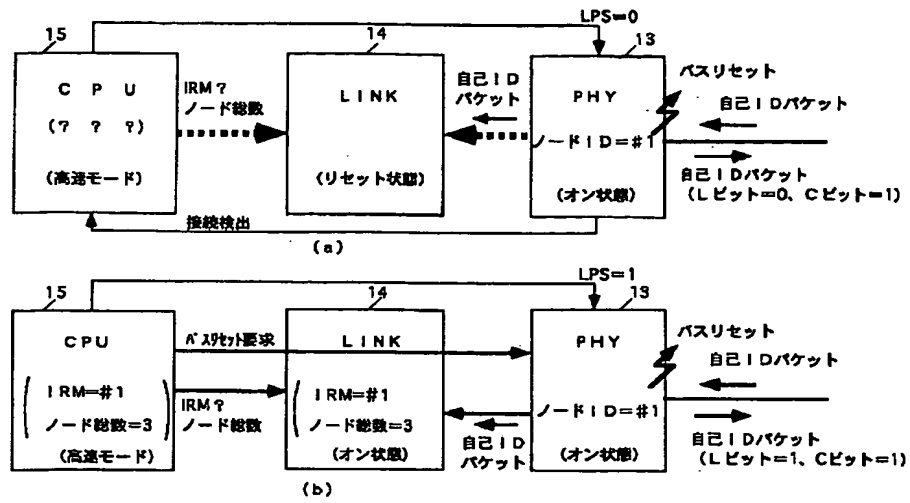 LPS=0
15
14
13
CPU
(???)
(高速モード)
IRM?
ノード総数
LINK
(リセット状態)
自己ID
パケット
PHY
ノードID=#1
(オン状態)
バスリセット
自己IDパケット
自己IDパケット
(Lビット=0、Cビット=1)
接続検出
(a)
LPS=1
15
14
13
CPU
IRM=#1
ノード総数=3
(高速モード)
バスリセット要求
IRM?
ノード総数
LINK
IRM=#1
ノード総数=3
(オン状態)
自己ID
パケット
PHY
ノードID=#1
(オン状態)
バスリセット
自己IDパケット
自己IDパケット
(Lビット=1、Cビット=1)
(b)